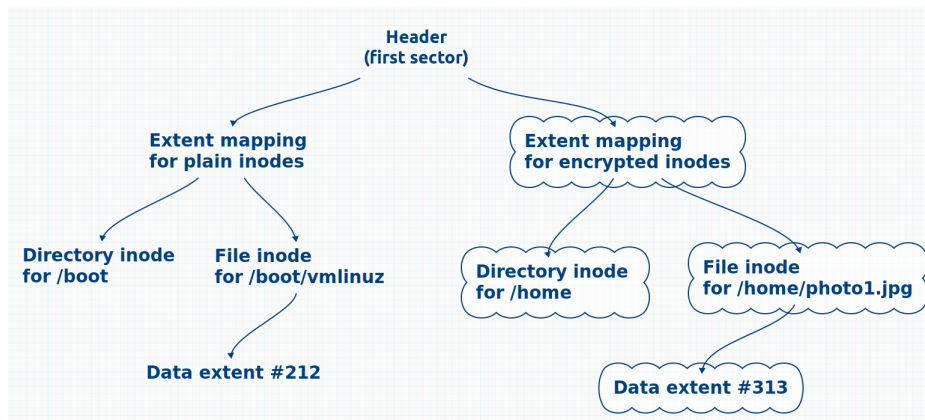 Header
(first sector)
Extent mapping
for plain inodes
Extent mapping
for encrypted inodes
Directory inode
for /boot
File inode
for /boot/vmlinuz
Directory inode
for /home
File inode
for /home/photo1.jpg
Data extent #212
Data extent #313